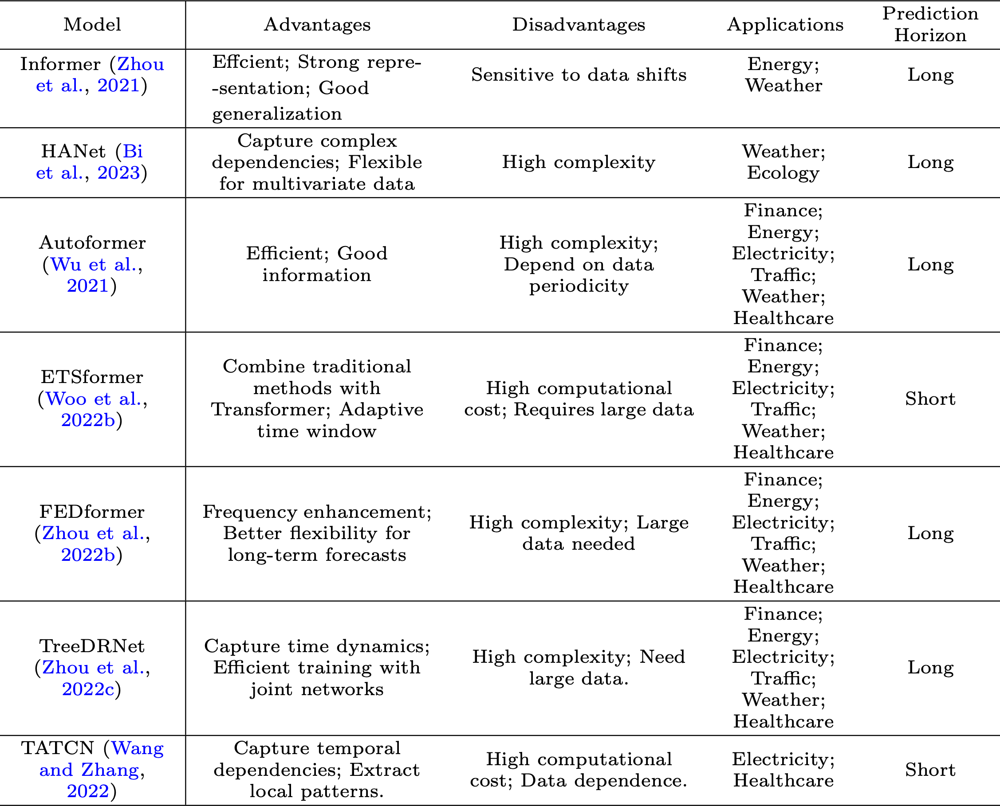 Model
Advantages
Disadvantages
Applications
Prediction
Horizon
Informer (Zhou
et al., 2021)
Effcient; Strong repre-
-sentation; Good
generalization
Sensitive to data shifts
Energy;
Weather
Long
HANet (Bi
et al., 2023)
Capture complex
dependencies; Flexible
for multivariate data
High complexity
Weather;
Ecology
Long
Autoformer
(Wu et al.,
2021)
Efficient; Good
information
High complexity;
Depend on data
periodicity
Finance;
Energy;
Electricity;
Traffic;
Weather;
Healthcare
Long
ETSformer
(Woo et al.,
2022b)
Combine traditional
methods with
Transformer; Adaptive
time window
High computational
cost; Requires large data
Finance;
Energy;
Electricity;
Traffic;
Weather;
Healthcare
Short
FEDformer
(Zhou et al.,
2022b)
Frequency enhancement;
Better flexibility for
long-term forecasts
High complexity; Large
data needed
Finance;
Energy;
Electricity;
Traffic;
Weather;
Healthcare
Long
TreeDRNet
(Zhou et al.,
2022c)
Capture time dynamics;
Efficient training with
joint networks
High complexity; Need
large data.
Finance;
Energy;
Electricity;
Traffic;
Weather;
Healthcare
Long
TATCN (Wang
and Zhang,
2022)
Capture temporal
dependencies; Extract
local patterns.
High computational
cost; Data dependence.
Electricity;
Healthcare
Short